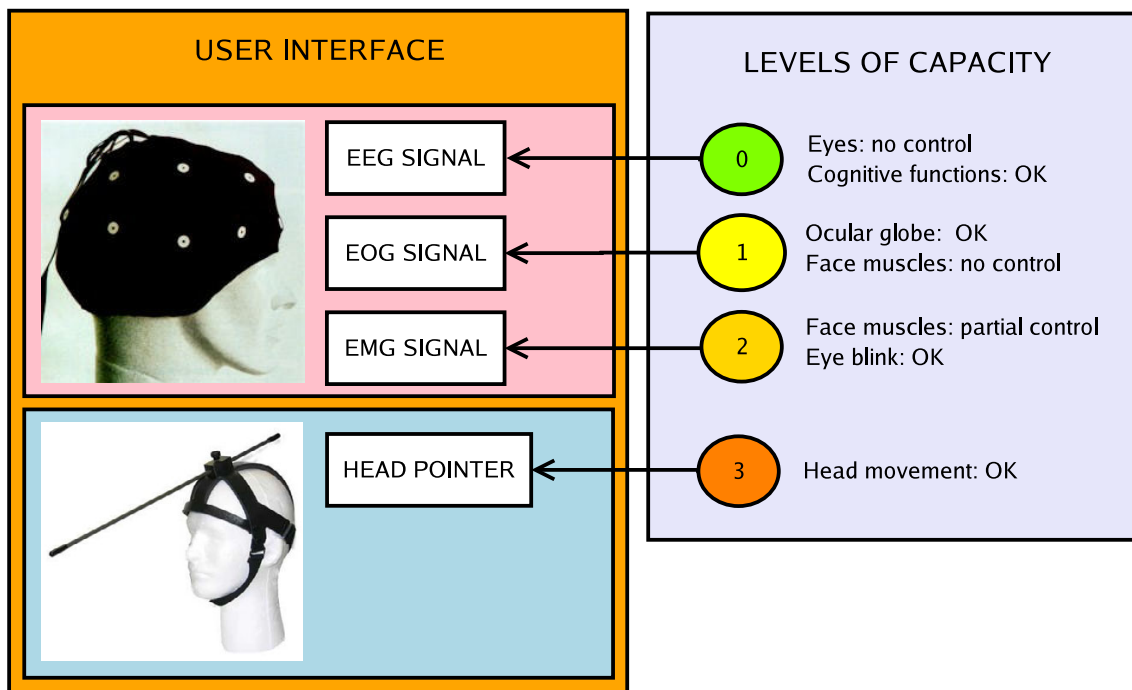 USER INTERFACE
EEG SIGNAL
EOG SIGNAL
EMG SIGNAL
HEAD POINTER
LEVELS OF CAPACITY
0
Eyes: no control
Cognitive functions: OK
1
Ocular globe: OK
Face muscles: no control
2
Face muscles: partial control
Eye blink: OK
3
Head movement: OK